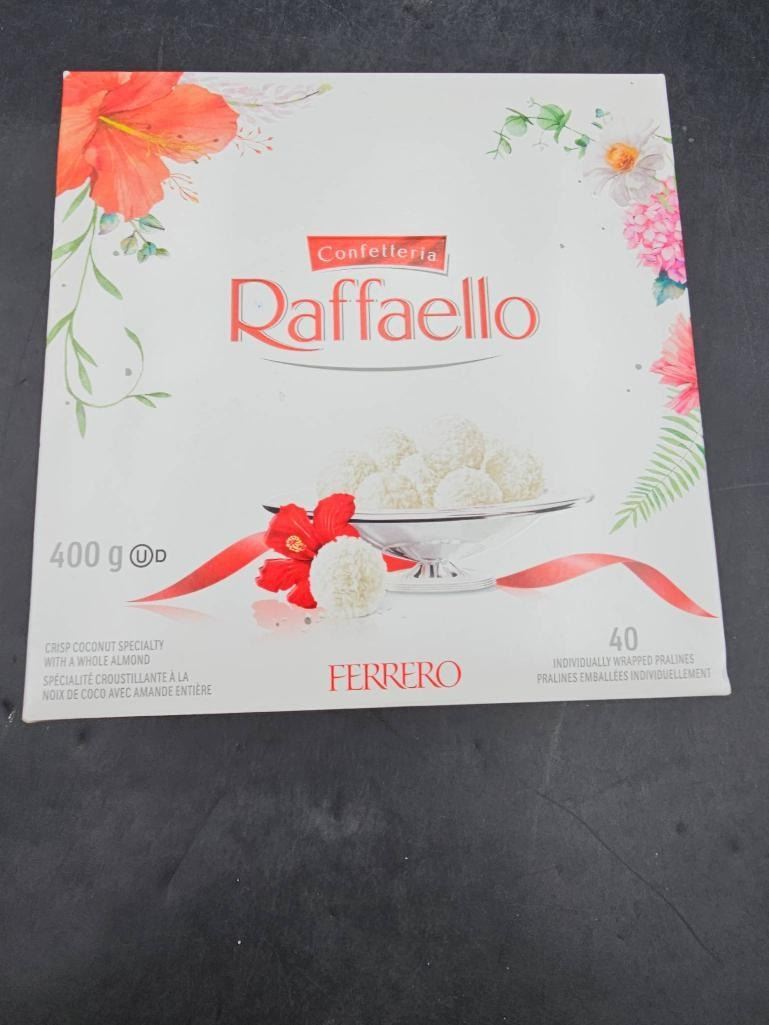 Confetteria
Raffaello
400 g ⓊD
CRISP COCONUT SPECIALTY
WITH A WHOLE ALMOND
SPÉCIALITÉ CROUSTILLANTE À LA
NOIX DE COCO AVEC AMANDE ENTIÈRE
FERRERO
40
INDIVIDUALLY WRAPPED PRALINES
PRALINES EMBALLÉES INDIVIDUELLEMENT